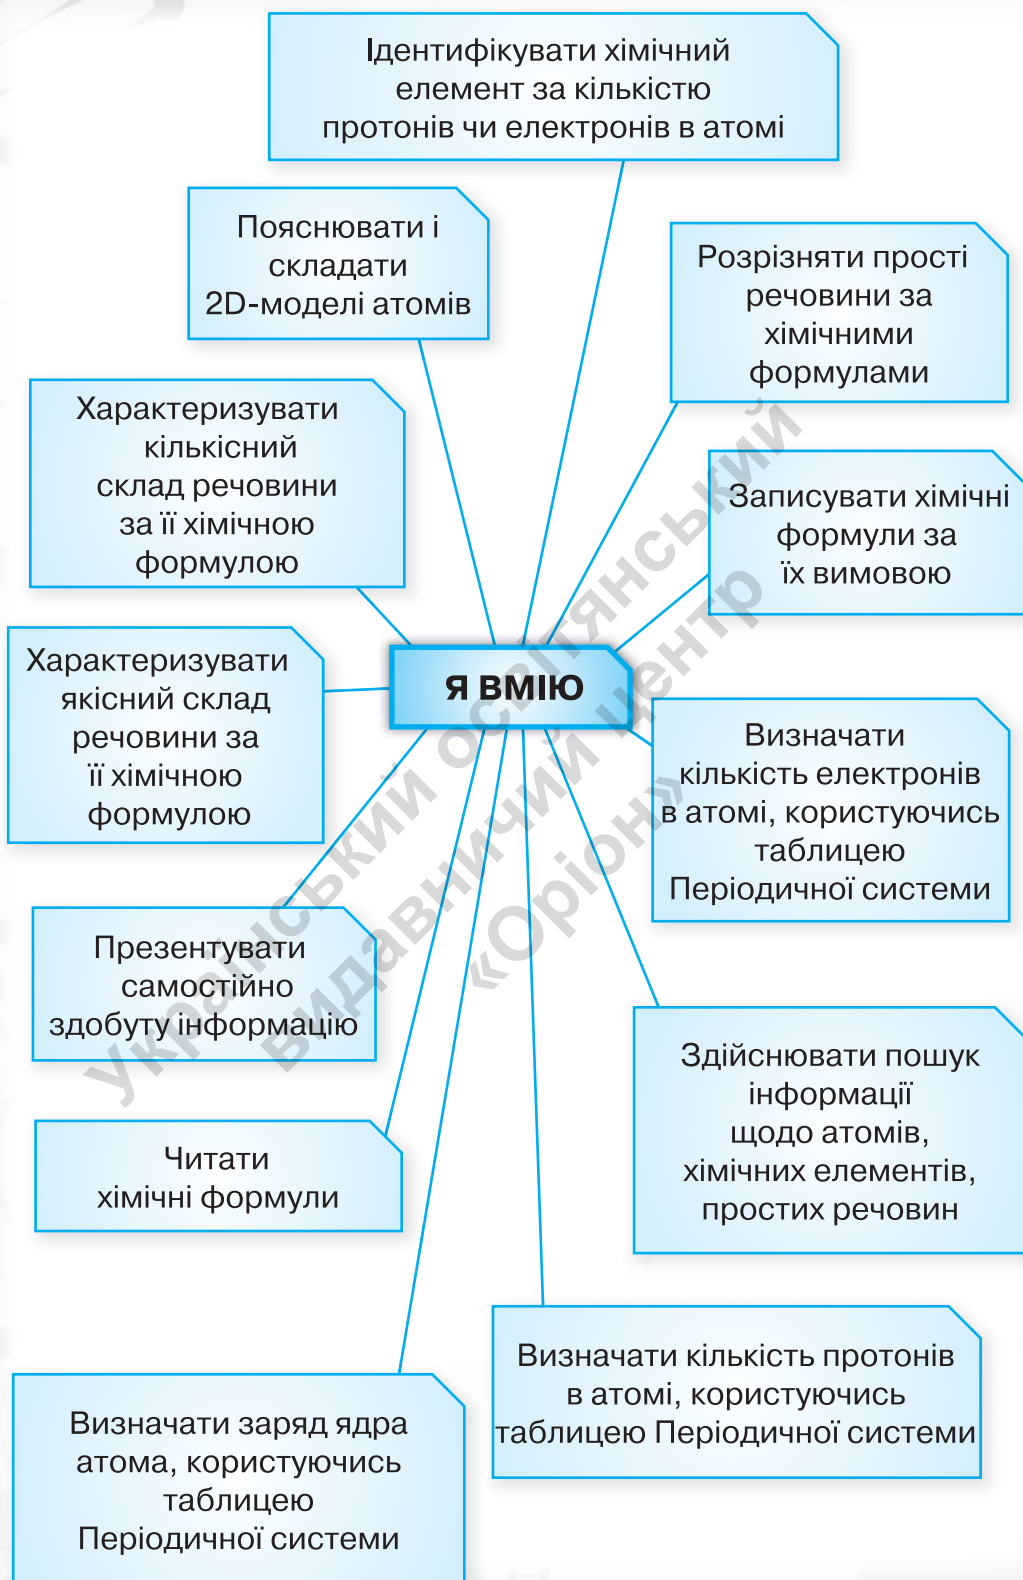 Ідентифікувати хімічний
елемент за кількістю
протонів чи електронів в атомі
Пояснювати і
складати
2D-моделі атомів
Розрізняти прості
речовини за
хімічними
формулами
Характеризувати
кількісний
склад речовини
за її хімічною
формулою
Записувати хімічні
формули за
їх вимовою
Я ВМІЮ
Характеризувати
якісний склад
речовини за
її хімічною
формулою
Визначати
кількість електронів
в атомі, користуючись
таблицею
Періодичної системи
Презентувати
самостійно
здобуту інформацію
Здійснювати пошук
інформації
щодо атомів,
хімічних елементів,
простих речовин
Читати
хімічні формули
Визначати кількість протонів
в атомі, користуючись
таблицею Періодичної системи
Визначати заряд ядра
атома, користуючись
таблицею
Періодичної системи
Український освітянський
видавничий центр
«Оріон»